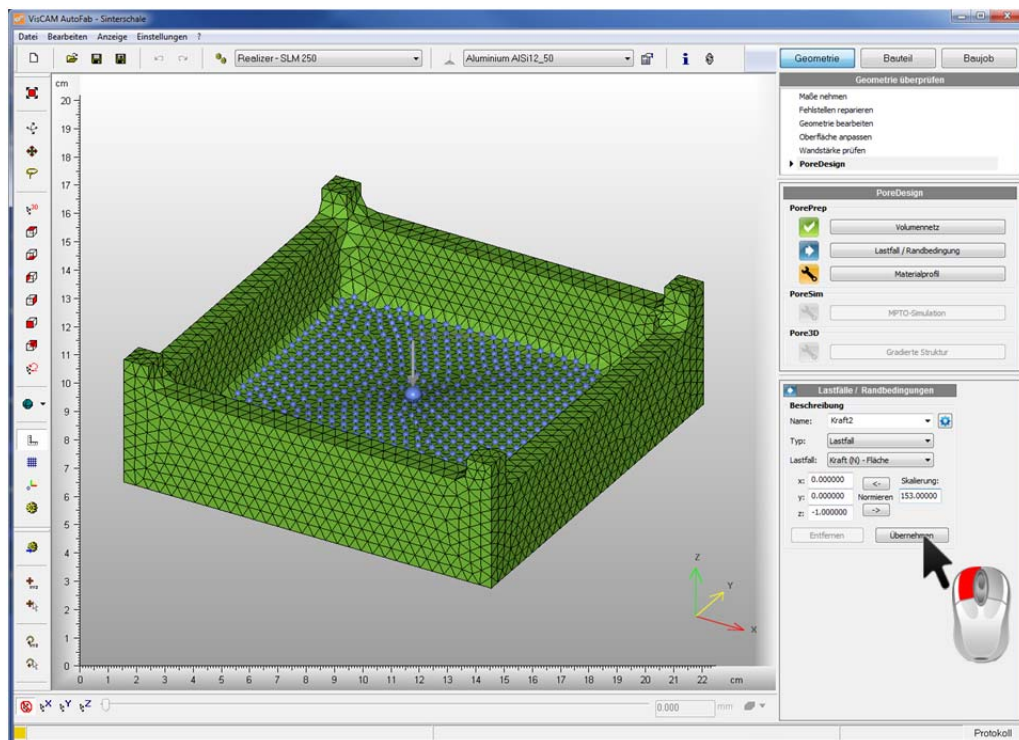 VisCAM AutoFab - Sinterschale
Datei Bearbeiten Anzeige Einstellungen ?
Realizer - SLM 250
Aluminium AlSi12_50
Geometrie Bauteil Baujob
Geometrie überprüfen
Maße nehmen
Fehlstellen reparieren
Geometrie bearbeiten
Oberfläche anpassen
Wandstärke prüfen
PoreDesign
PoreDesign
PorePrep
Volumennetz
Lastfall / Randbedingung
Materialprofil
PoreSim
MPTO-Simulation
Pore3D
Gradierte Struktur
Lastfälle / Randbedingungen
Beschreibung
Name: Kraft2
Typ: Lastfall
Lastfall: Kraft (N) - Fläche
x: 0.000000 <- Skalierung:
y: 0.000000 Normieren 153.00000
z: -1.000000 ->
Entfernen Übernehmen
cm
20
19
18
17
16
15
14
13
12
11
10
9
8
7
6
5
4
3
2
1
0
0 1 2 3 4 5 6 7 8 9 10 11 12 13 14 15 16 17 18 19 20 21 22 cm
Z
Y
X
3D
X Y Z
0.000 mm
Protokoll